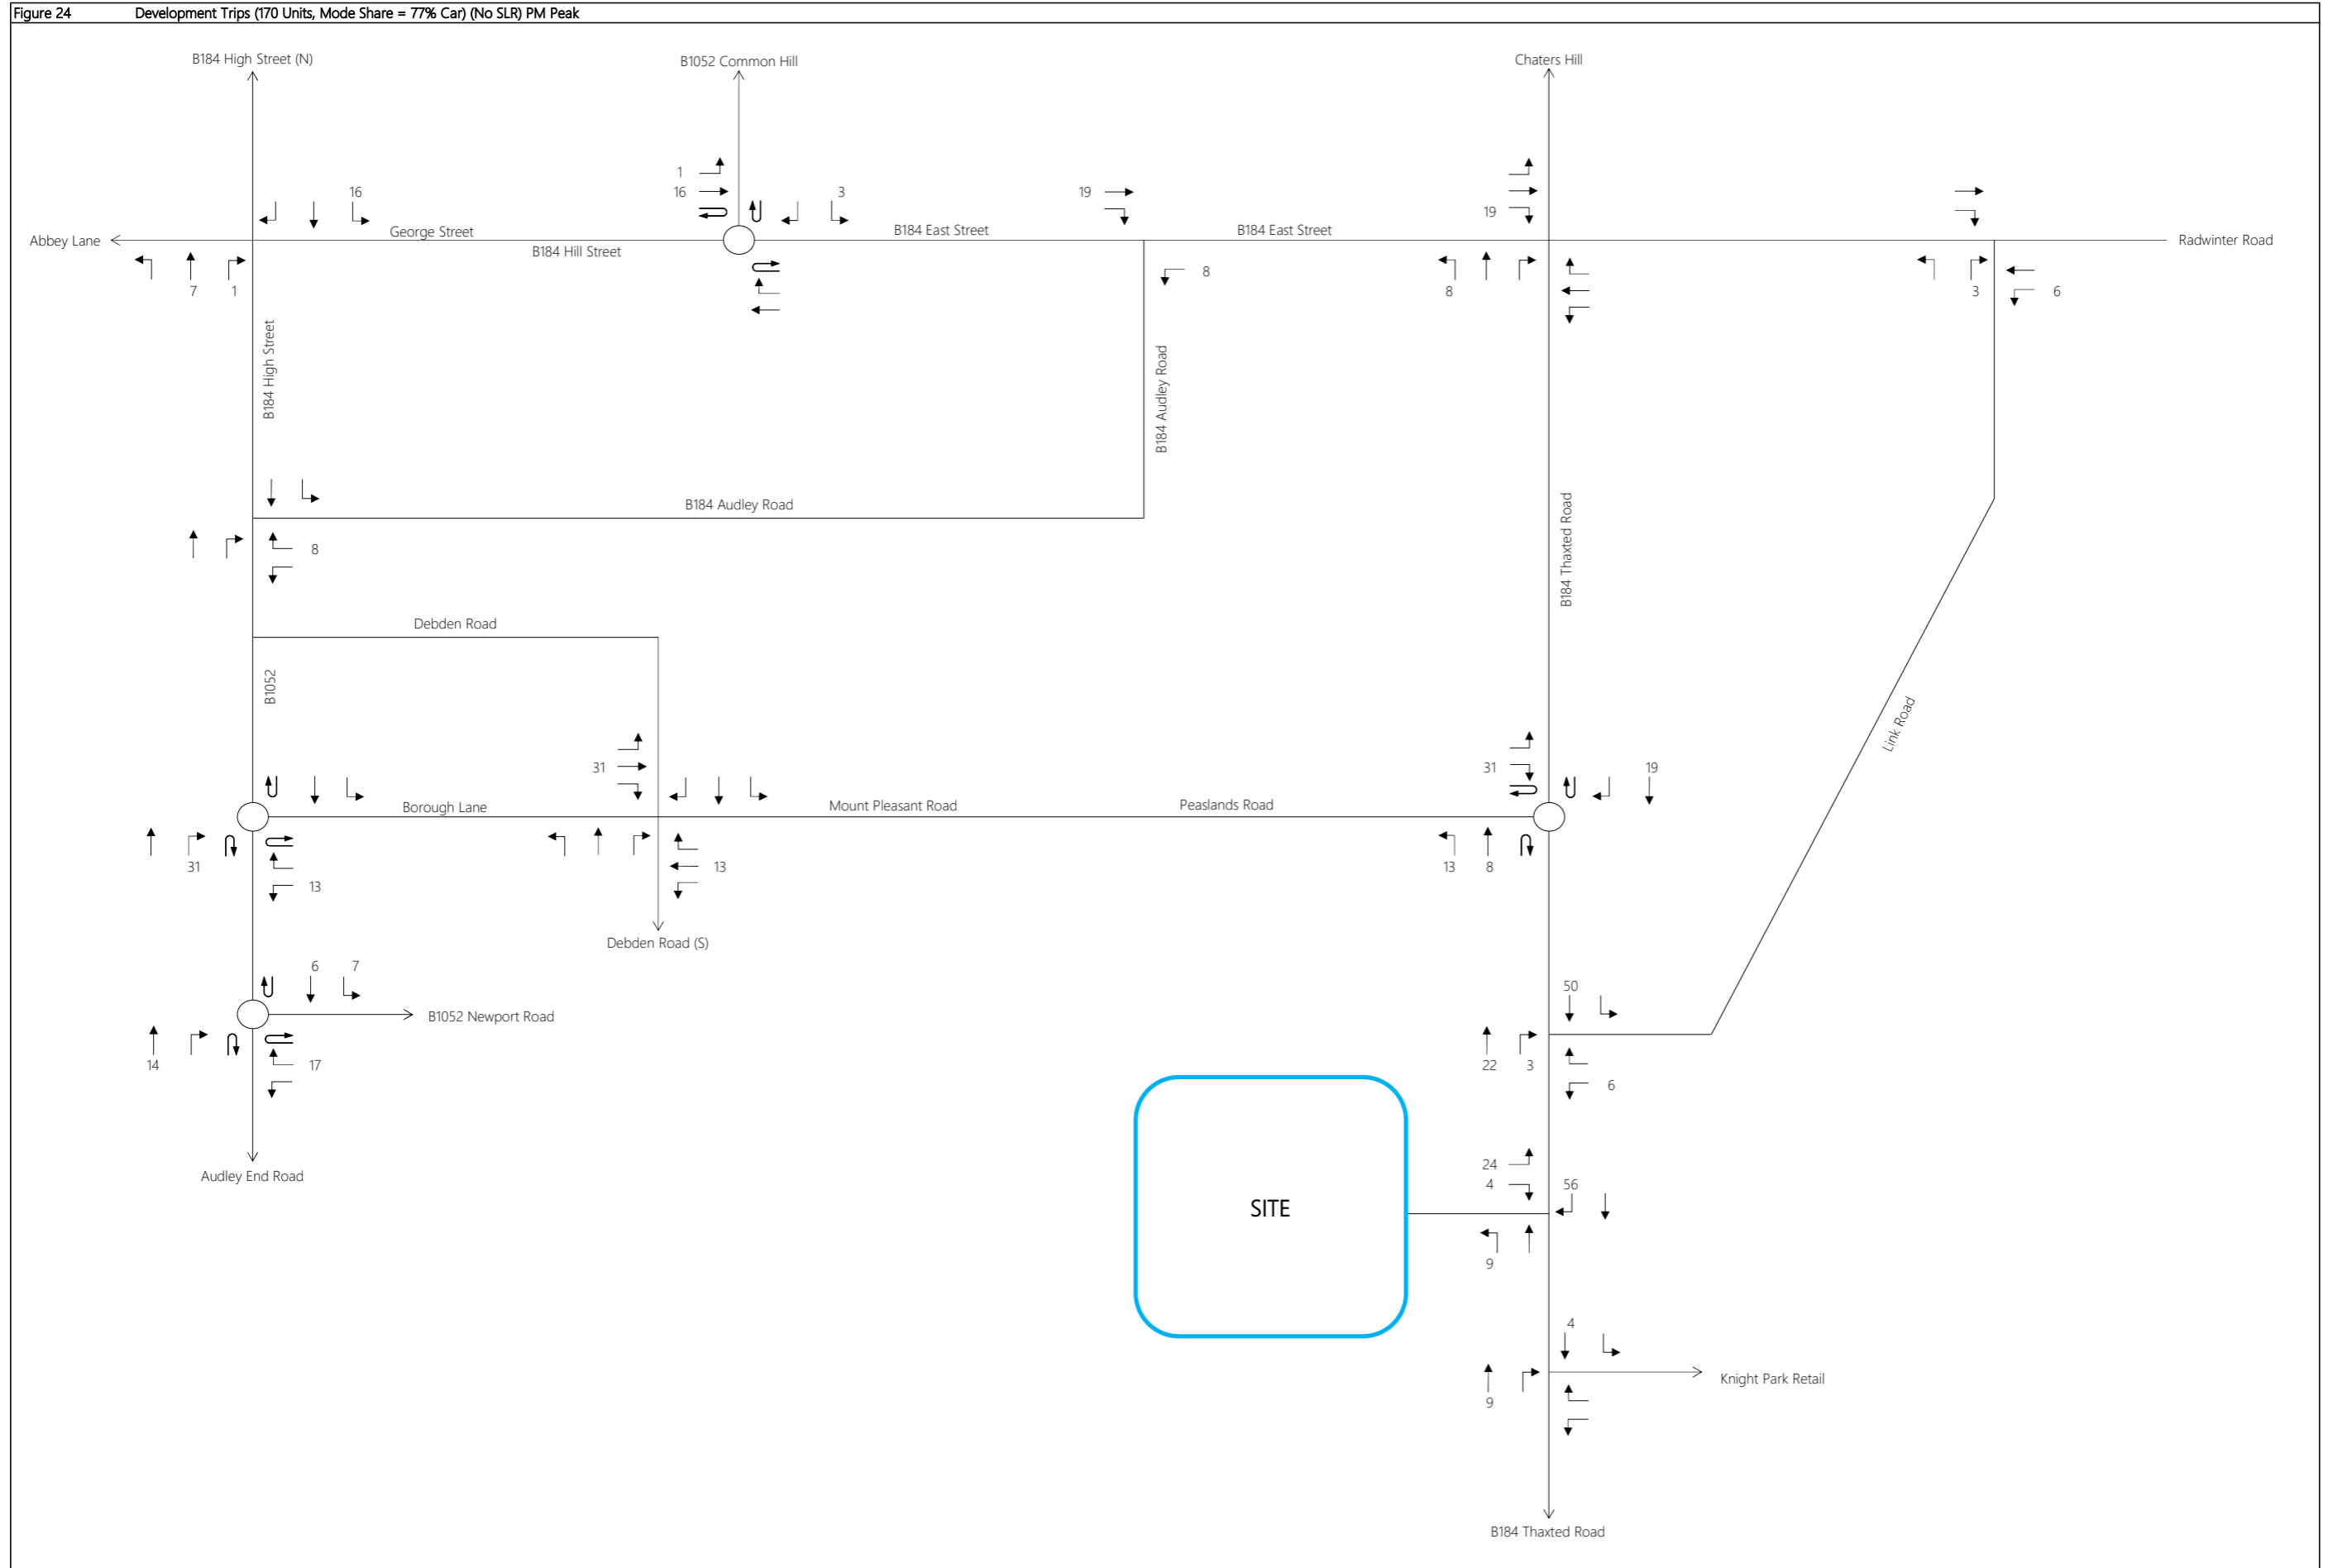 Figure 24 Development Trips (170 Units, Mode Share = 77% Car) (No SLR) PM Peak
B184 High Street (N)
B1052 Common Hill
Chaters Hill
1
16
16
3
19
19
George Street
B184 East Street
B184 East Street
Abbey Lane
Radwinter Road
B184 Hill Street
8
7
1
8
3
6
B184 High Street
B184 Audley Road
B184 Audley Road
B184 Thaxted Road
8
Debden Road
B1052
Link Road
31
31
19
Borough Lane
Mount Pleasant Road
Peaslands Road
31
13
13
13
8
Debden Road (S)
6
7
50
B1052 Newport Road
14
17
22
3
6
Audley End Road
24
4
56
SITE
9
4
Knight Park Retail
9
B184 Thaxted Road